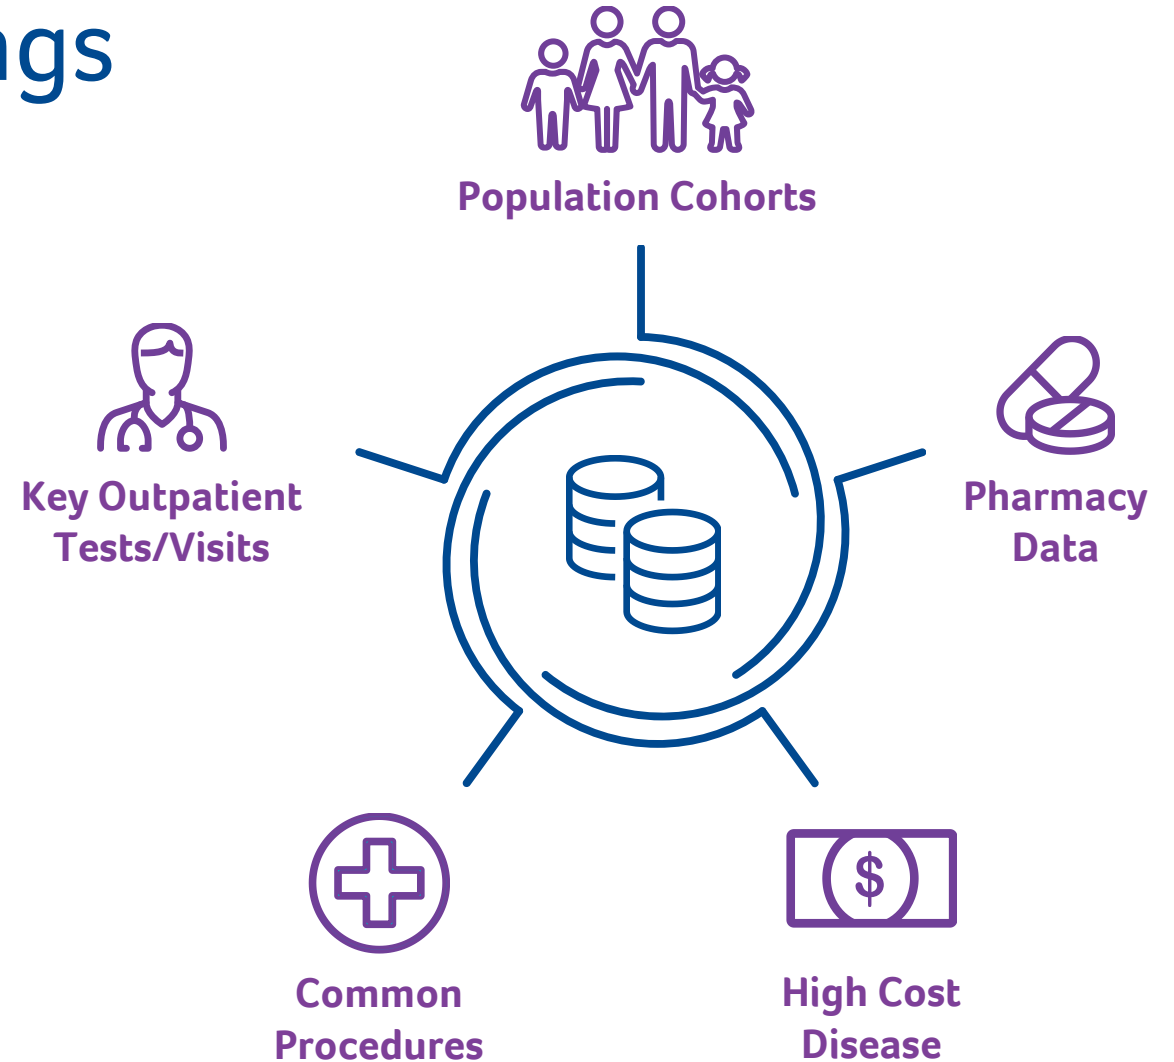 ngs
Population Cohorts
Key Outpatient
Tests/Visits
Pharmacy
Data
$
Common
Procedures
High Cost
Disease